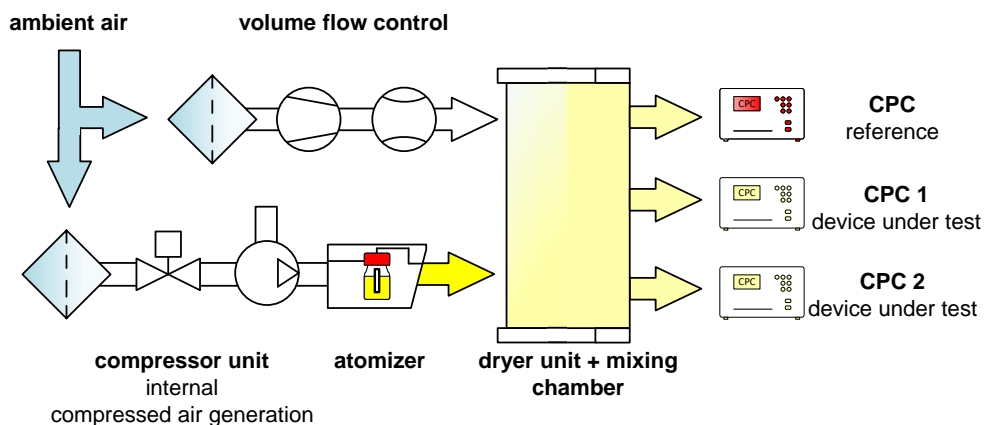 ambient air
volume flow control
CPC
CPC
reference
CPC
CPC 1
device under test
CPC
CPC 2
device under test
compressor unit
internal
compressed air generation
atomizer
dryer unit + mixing
chamber